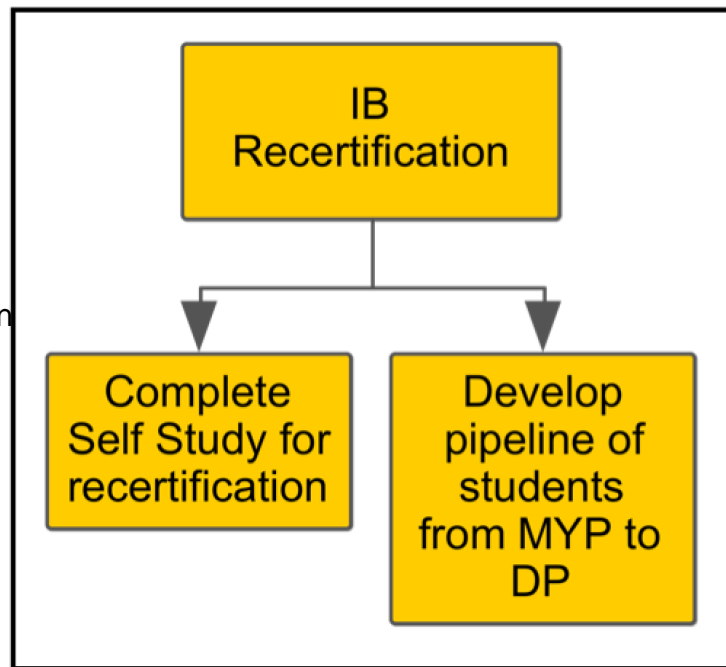 IB
Recertification
Complete
Self Study for
recertification
Develop
pipeline of
students
from MYP to
DP